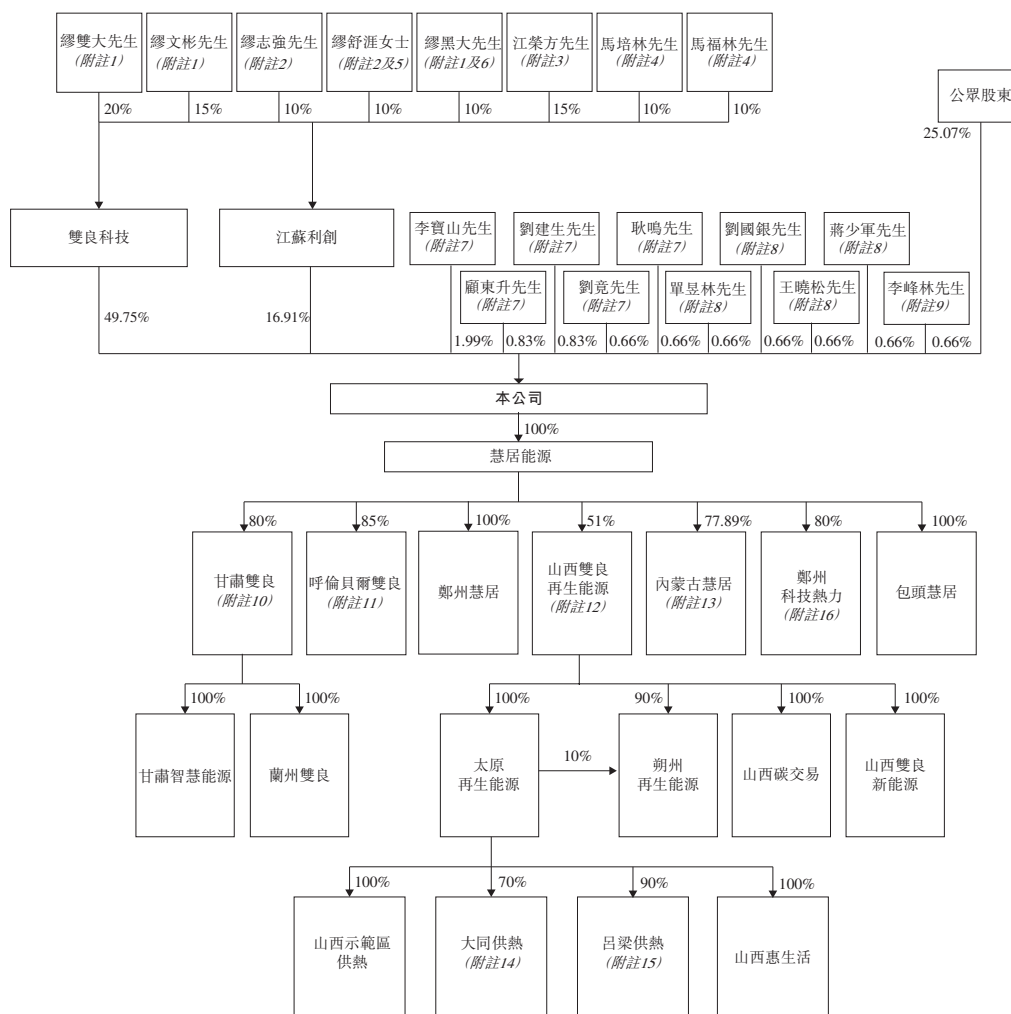 繆雙大先生
(附註1)
繆文彬先生
(附註1)
繆志強先生
(附註2)
繆舒涯女士
(附註2及5)
繆黑大先生
(附註1及6)
江榮方先生
(附註3)
馬培林先生
(附註4)
馬福林先生
(附註4)
公眾股東
20%
15%
10%
10%
10%
15%
10%
10%
25.07%
雙良科技
江蘇利創
李寶山先生
(附註7)
劉建生先生
(附註7)
耿鳴先生
(附註7)
劉國銀先生
(附註8)
蔣少軍先生
(附註8)
顧東升先生
(附註7)
劉竟先生
(附註7)
單昱林先生
(附註8)
王曉松先生
(附註8)
李峰林先生
(附註9)
49.75%
16.91%
1.99%
0.83%
0.83%
0.66%
0.66%
0.66%
0.66%
0.66%
0.66%
0.66%
本公司
100%
慧居能源
80%
85%
100%
51%
77.89%
80%
100%
甘肅雙良
(附註10)
呼倫貝爾雙良
(附註11)
鄭州慧居
山西雙良
再生能源
(附註12)
內蒙古慧居
(附註13)
鄭州
科技熱力
(附註16)
包頭慧居
100%
100%
100%
90%
100%
100%
甘肅智慧能源
蘭州雙良
太原
再生能源
10%
朔州
再生能源
山西碳交易
山西雙良
新能源
100%
70%
90%
100%
山西示範區
供熱
大同供熱
(附註14)
呂梁供熱
(附註15)
山西惠生活